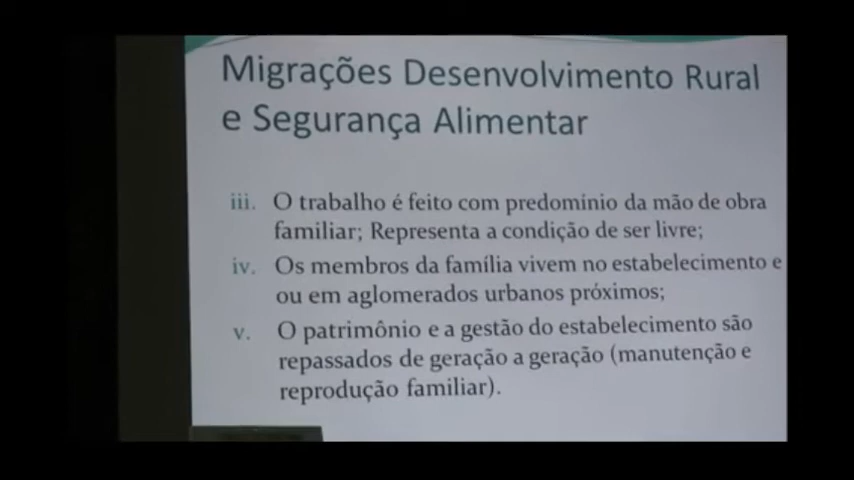 Migrações Desenvolvimento Rural
e Segurança Alimentar
iii. O trabalho é feito com predomínio da mão de obra
familiar; Representa a condição de ser livre;
iv. Os membros da família vivem no estabelecimento e
ou em aglomerados urbanos próximos;
v. O patrimônio e a gestão do estabelecimento são
repassados de geração a geração (manutenção e
reprodução familiar).